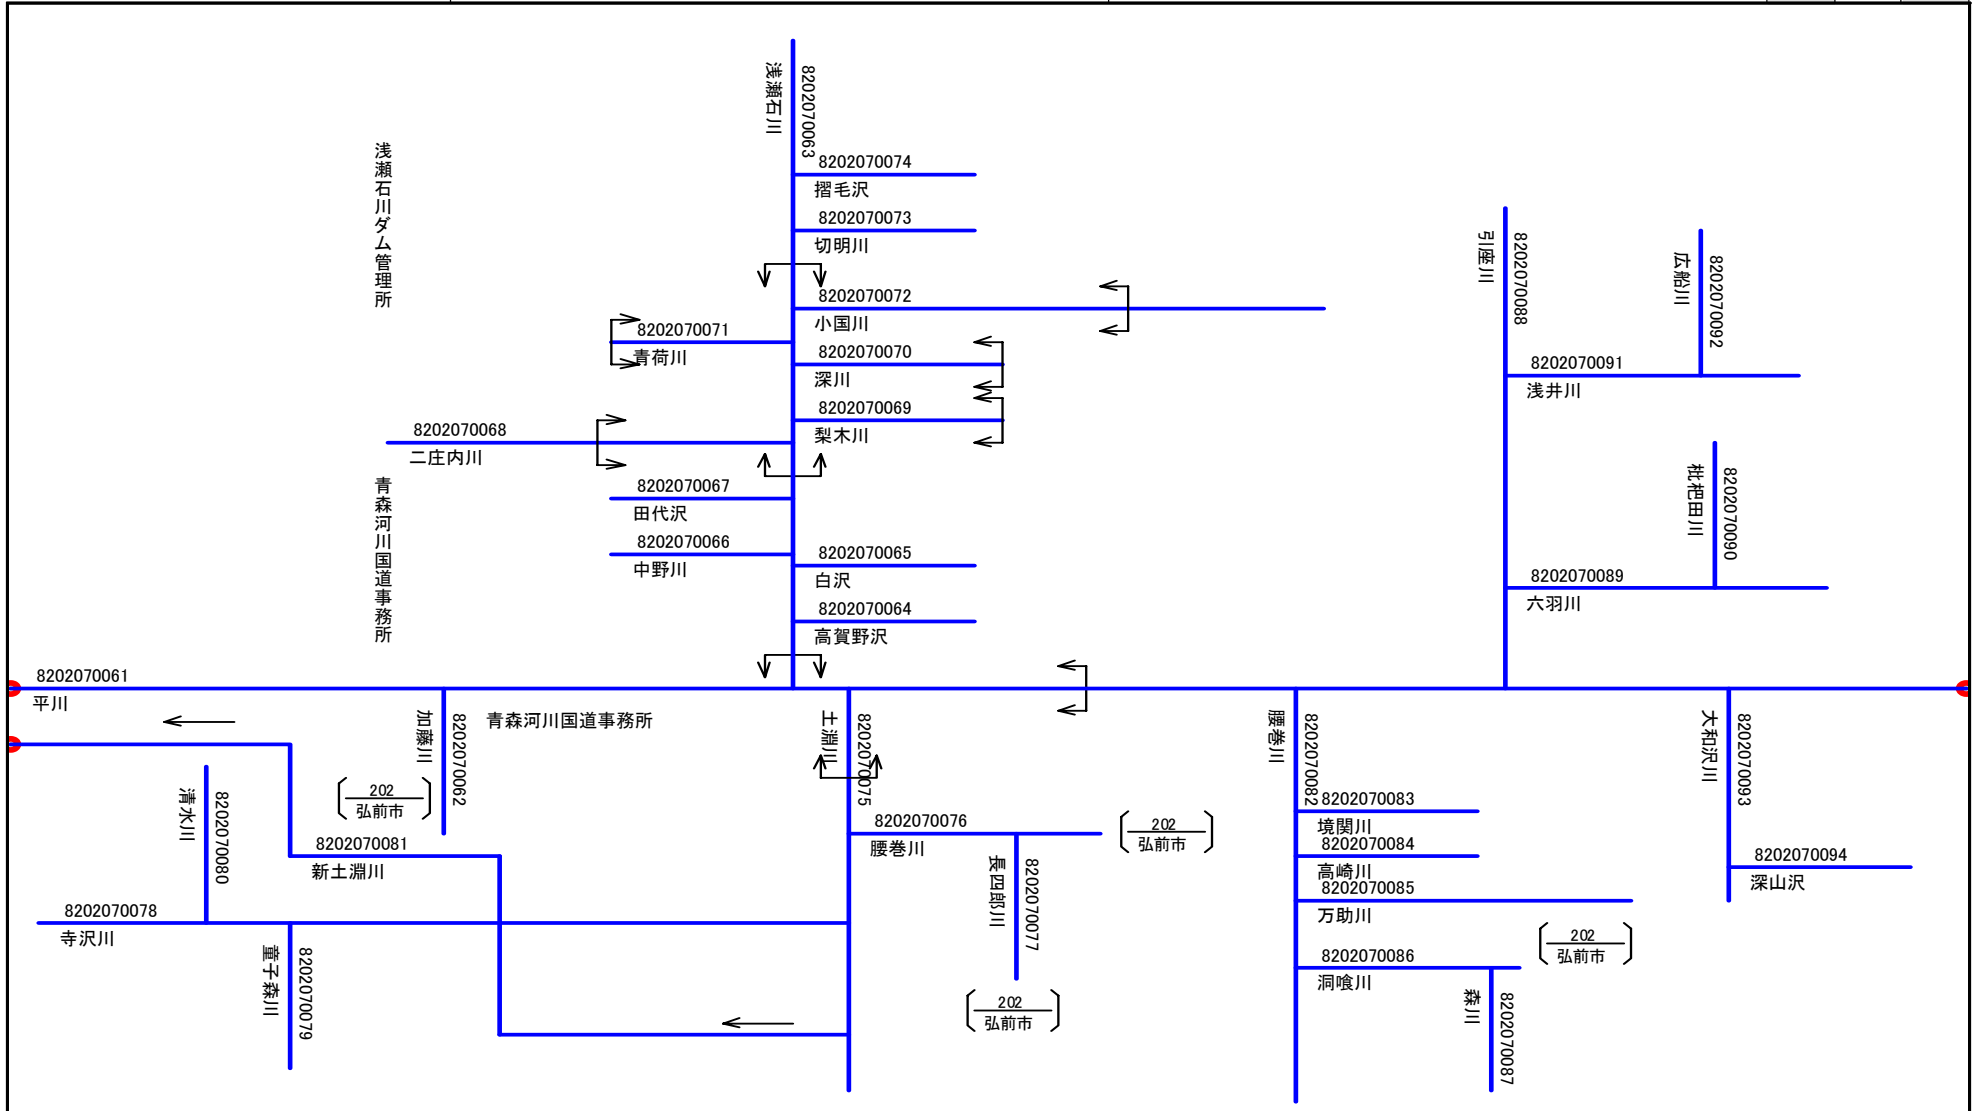 浅瀬石川
8202070063
8202070074
摺毛沢
8202070073
切明川
浅瀬石川ダム管理所
8202070072
小国川
8202070071
青荷川
8202070070
深川
8202070069
梨木川
8202070068
二庄内川
青森河川国道事務所
8202070067
田代沢
8202070066
中野川
8202070065
白沢
8202070064
高賀野沢
引座川
8202070088
広船川
8202070092
8202070091
浅井川
枇杷田川
8202070090
8202070089
六羽川
8202070061
平川
加藤川
8202070062
青森河川国道事務所
202
弘前市
土淵川
8202070075
腰巻川
8202070082
大和沢川
8202070093
清水川
8202070080
8202070081
新土淵川
8202070076
腰巻川
202
弘前市
長四郎川
8202070077
202
弘前市
8202070083
境関川
8202070084
高崎川
8202070085
万助川
202
弘前市
8202070086
洞喰川
森川
8202070087
8202070094
深山沢
8202070078
寺沢川
童子森川
8202070079